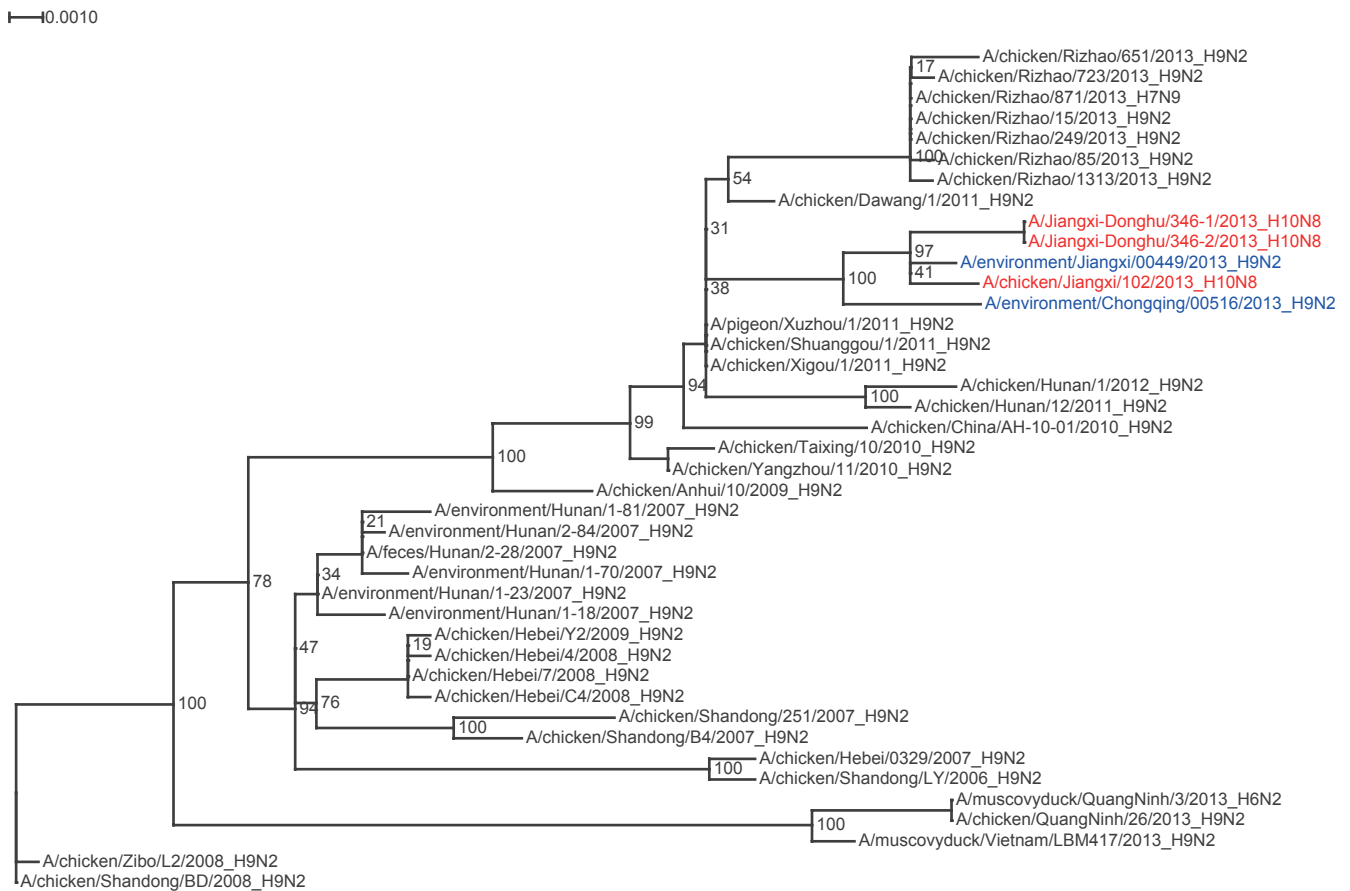 0.0010
A/chicken/Rizhao/651/2013_H9N2
17
A/chicken/Rizhao/723/2013_H9N2
A/chicken/Rizhao/871/2013_H7N9
A/chicken/Rizhao/15/2013_H9N2
A/chicken/Rizhao/249/2013_H9N2
100
A/chicken/Rizhao/85/2013_H9N2
A/chicken/Rizhao/1313/2013_H9N2
54
A/chicken/Dawang/1/2011_H9N2
A/Jiangxi-Donghu/346-1/2013_H10N8
31
A/Jiangxi-Donghu/346-2/2013_H10N8
97
A/environment/Jiangxi/00449/2013_H9N2
100
41
A/chicken/Jiangxi/102/2013_H10N8
38
A/environment/Chongqing/00516/2013_H9N2
A/pigeon/Xuzhou/1/2011_H9N2
A/chicken/Shuanggou/1/2011_H9N2
A/chicken/Xigou/1/2011_H9N2
94
A/chicken/Hunan/1/2012_H9N2
100
A/chicken/Hunan/12/2011_H9N2
99
A/chicken/China/AH-10-01/2010_H9N2
A/chicken/Taixing/10/2010_H9N2
100
A/chicken/Yangzhou/11/2010_H9N2
A/chicken/Anhui/10/2009_H9N2
A/environment/Hunan/1-81/2007_H9N2
21
A/environment/Hunan/2-84/2007_H9N2
A/feces/Hunan/2-28/2007_H9N2
34
A/environment/Hunan/1-70/2007_H9N2
78
A/environment/Hunan/1-23/2007_H9N2
A/environment/Hunan/1-18/2007_H9N2
A/chicken/Hebei/Y2/2009_H9N2
47
19
A/chicken/Hebei/4/2008_H9N2
A/chicken/Hebei/7/2008_H9N2
A/chicken/Hebei/C4/2008_H9N2
100
94
76
A/chicken/Shandong/251/2007_H9N2
100
A/chicken/Shandong/B4/2007_H9N2
A/chicken/Hebei/0329/2007_H9N2
100
A/chicken/Shandong/LY/2006_H9N2
A/muscovyduck/QuangNinh/3/2013_H6N2
A/chicken/QuangNinh/26/2013_H9N2
100
A/muscovyduck/Vietnam/LBM417/2013_H9N2
A/chicken/Zibo/L2/2008_H9N2
A/chicken/Shandong/BD/2008_H9N2